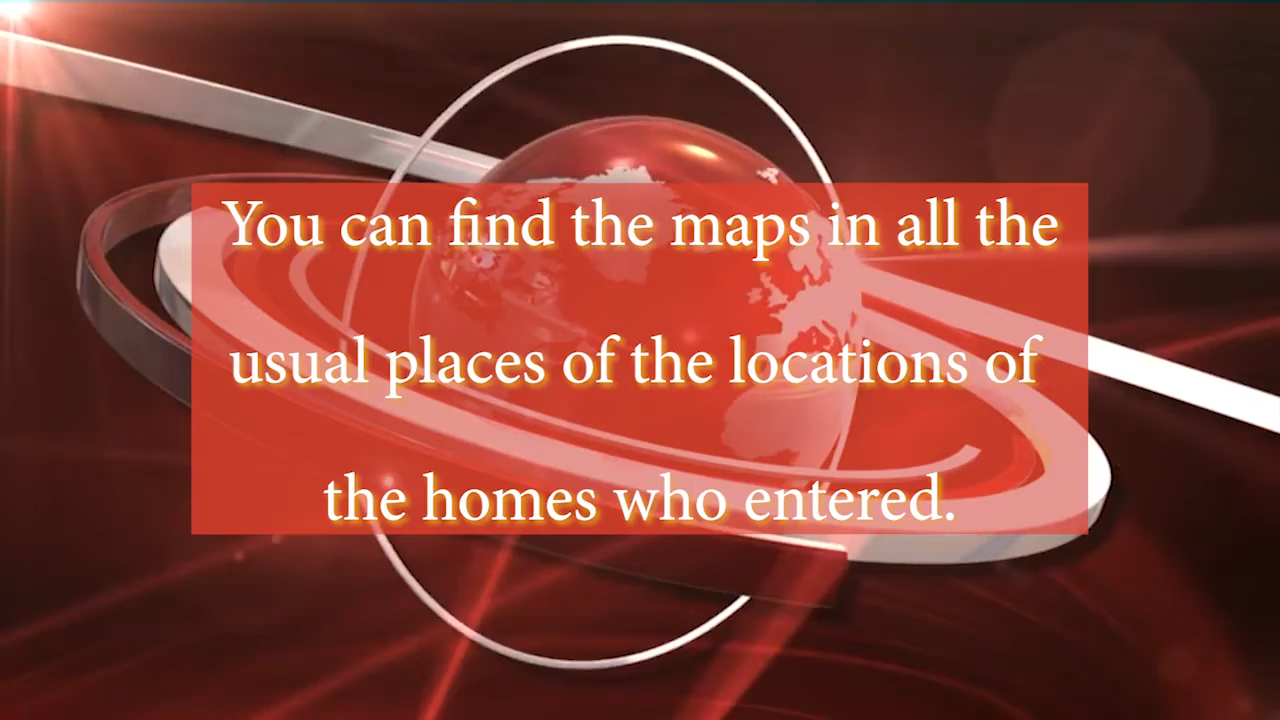 You can find the maps in all the
usual places of the locations of
the homes who entered.